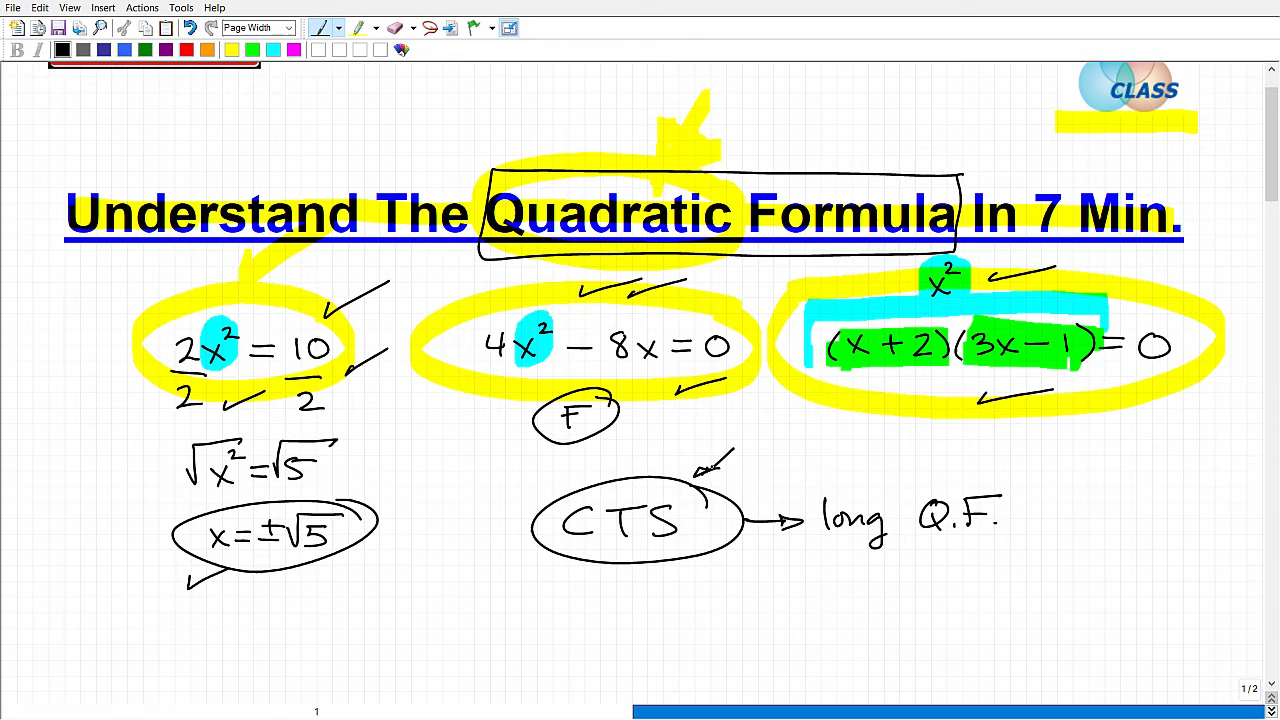 File Edit View Insert Actions Tools Help
Page Width
B I
CLASS
Understand The Quadratic Formula In 7 Min.
x²
2x² = 10
2 2
4x² − 8x = 0
(x + 2)(3x − 1) = 0
F
√x² = √5
x = ±√5
CTS → long Q.F.
1/2
1